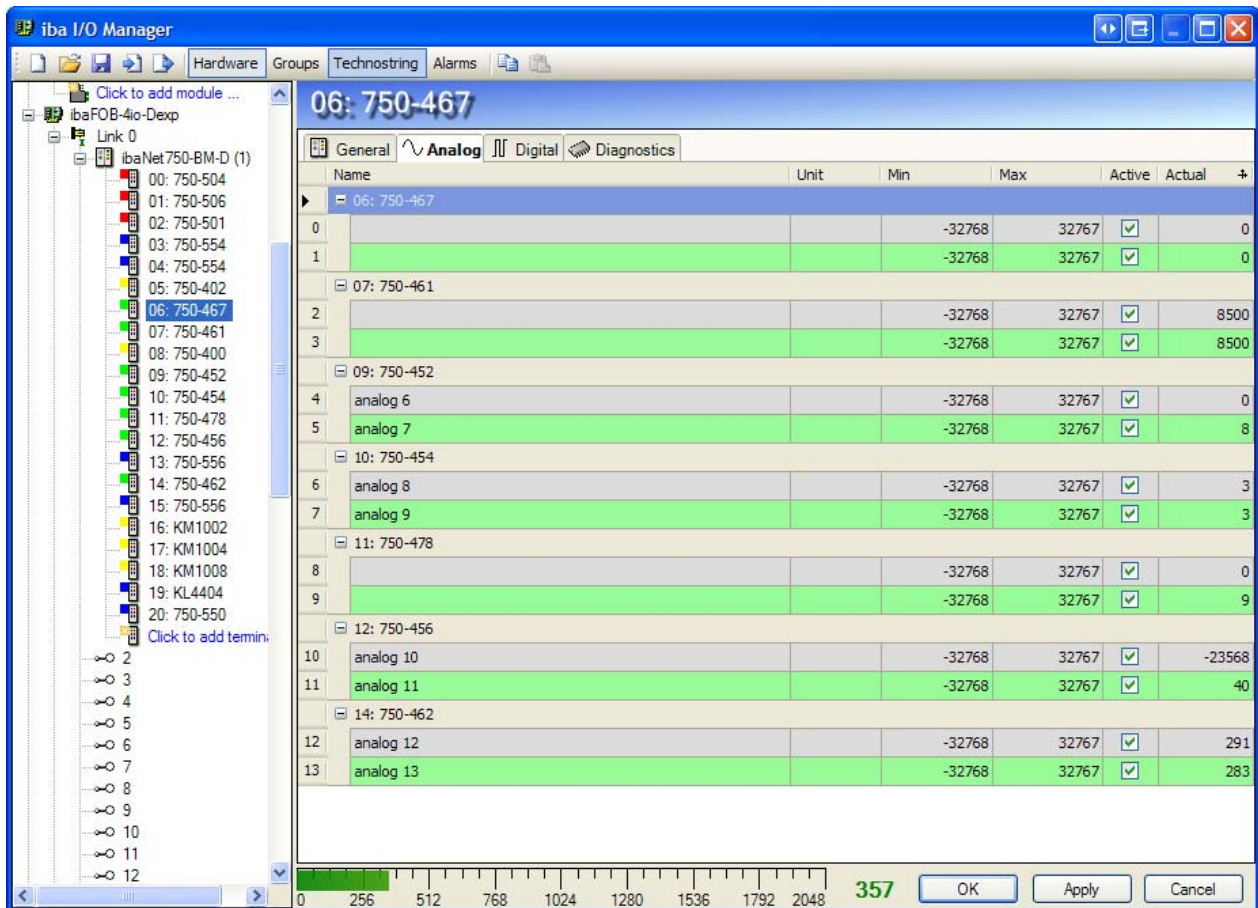 iba I/O Manager
Hardware Groups Technostring Alarms
Click to add module ...
ibaFOB-4io-Dexp
Link 0
ibaNet750-BM-D (1)
00: 750-504
01: 750-506
02: 750-501
03: 750-554
04: 750-554
05: 750-402
06: 750-467
07: 750-461
08: 750-400
09: 750-452
10: 750-454
11: 750-478
12: 750-456
13: 750-556
14: 750-462
15: 750-556
16: KM1002
17: KM1004
18: KM1008
19: KL4404
20: 750-550
Click to add termin
2
3
4
5
6
7
8
9
10
11
12
06: 750-467
General Analog Digital Diagnostics
Name Unit Min Max Active Actual
06: 750-467
0 -32768 32767 0
1 -32768 32767 0
07: 750-461
2 -32768 32767 8500
3 -32768 32767 8500
09: 750-452
4 analog 6 -32768 32767 0
5 analog 7 -32768 32767 8
10: 750-454
6 analog 8 -32768 32767 3
7 analog 9 -32768 32767 3
11: 750-478
8 -32768 32767 0
9 -32768 32767 9
12: 750-456
10 analog 10 -32768 32767 -23568
11 analog 11 -32768 32767 40
14: 750-462
12 analog 12 -32768 32767 291
13 analog 13 -32768 32767 283
0 256 512 768 1024 1280 1536 1792 2048
357 OK Apply Cancel